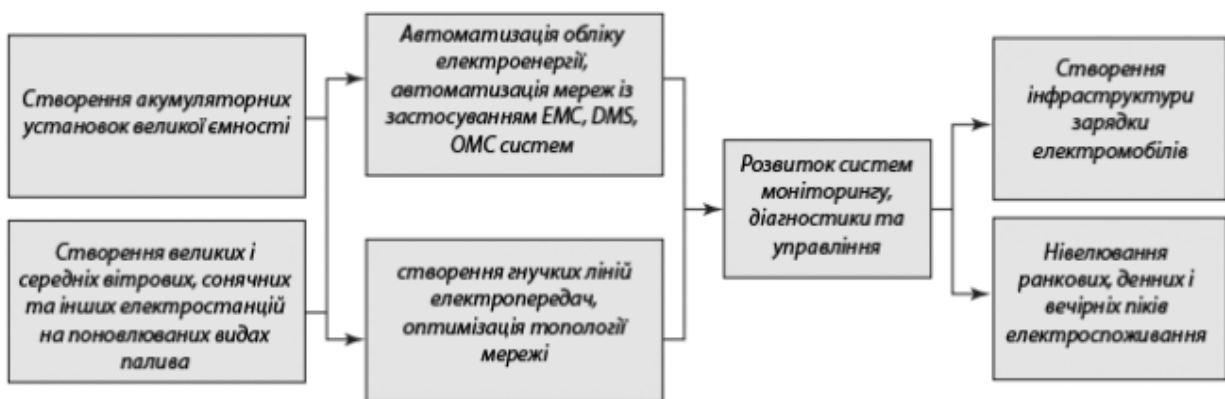 Створення акумуляторних
установок великої ємності
Створення великих і
середніх вітрових, сонячних
та інших електростанцій
на поновлюваних видах
палива
Автоматизація обліку
електроенергії,
автоматизація мереж із
застосуванням EMC, DMS,
OMC систем
створення гнучких ліній
електропередач,
оптимізація топології
мережі
Розвиток систем
моніторингу,
діагностики та
управління
Створення
інфраструктури
зарядки
електромобілів
Нівелювання
ранкових, денних і
вечірніх піків
електроспоживання